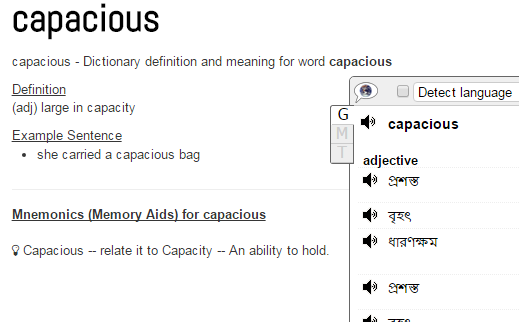 capacious
capacious - Dictionary definition and meaning for word capacious
Definition
(adj) large in capacity
Example Sentence
she carried a capacious bag
Mnemonics (Memory Aids) for capacious
Capacious -- relate it to Capacity -- An ability to hold.
Detect language
G
M
T
capacious
adjective
প্রশস্ত
বৃহৎ
ধারণক্ষম
প্রশস্ত
বৃহৎ